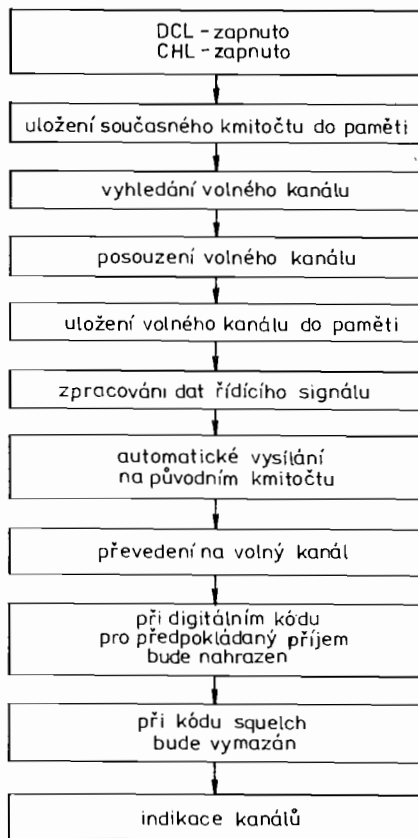 DCL - zapnuto
CHL - zapnuto
uložení současného kmitočtu do paměti
vyhledání volného kanálu
posouzení volného kanálu
uložení volného kanálu do paměti
zpracováni dat řídícího signálu
automatické vysílání
na původním kmitočtu
převedení na volný kanál
při digitálním kódu
pro předpokládaný příjem
bude nahrazen
při kódu squelch
bude vymazán
indikace kanálů